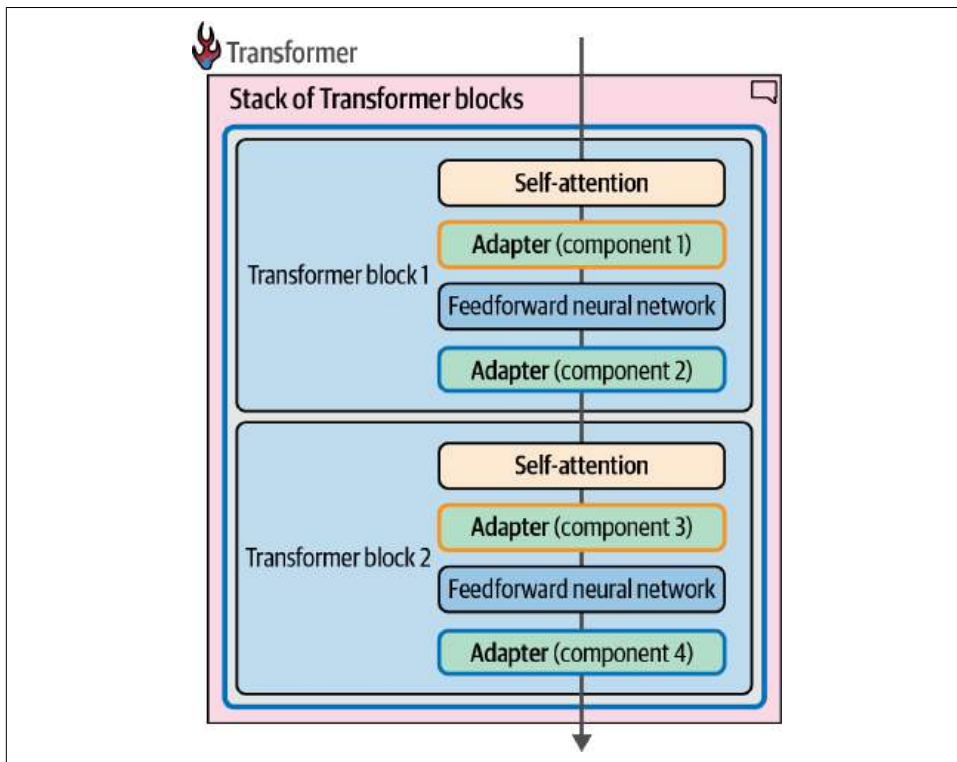 Transformer
Stack of Transformer blocks
Self-attention
Adapter (component 1)
Transformer block 1
Feedforward neural network
Adapter (component 2)
Self-attention
Adapter (component 3)
Transformer block 2
Feedforward neural network
Adapter (component 4)